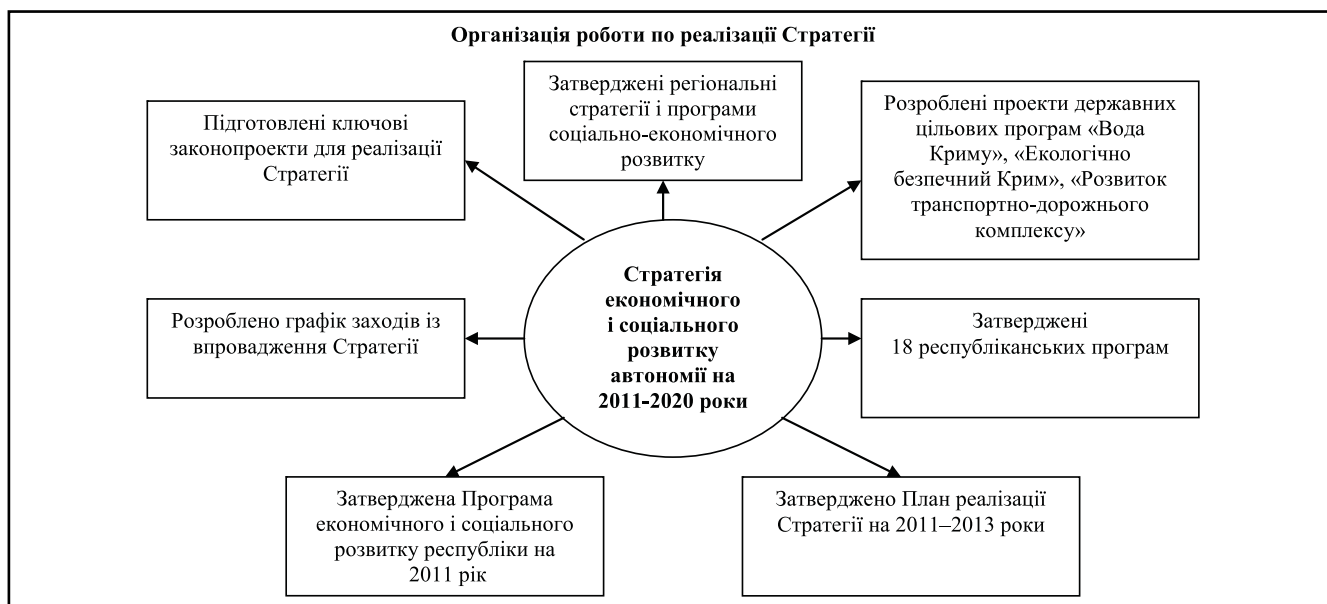 Організація роботи по реалізації Стратегії
Затверджені регіональні
стратегії і програми
соціально-економічного
розвитку
Підготовлені ключові
законопроекти для реалізації
Стратегії
Розроблені проекти державних
цільових програм «Вода
Криму», «Екологічно
безпечний Крим», «Розвиток
транспортно-дорожнього
комплексу»
Стратегія
економічного
і соціального
розвитку
автономії на
2011-2020 роки
Розроблено графік заходів із
впровадження Стратегії
Затверджені
18 республіканських програм
Затверджена Програма
економічного і соціального
розвитку республіки на
2011 рік
Затверджено План реалізації
Стратегії на 2011–2013 роки